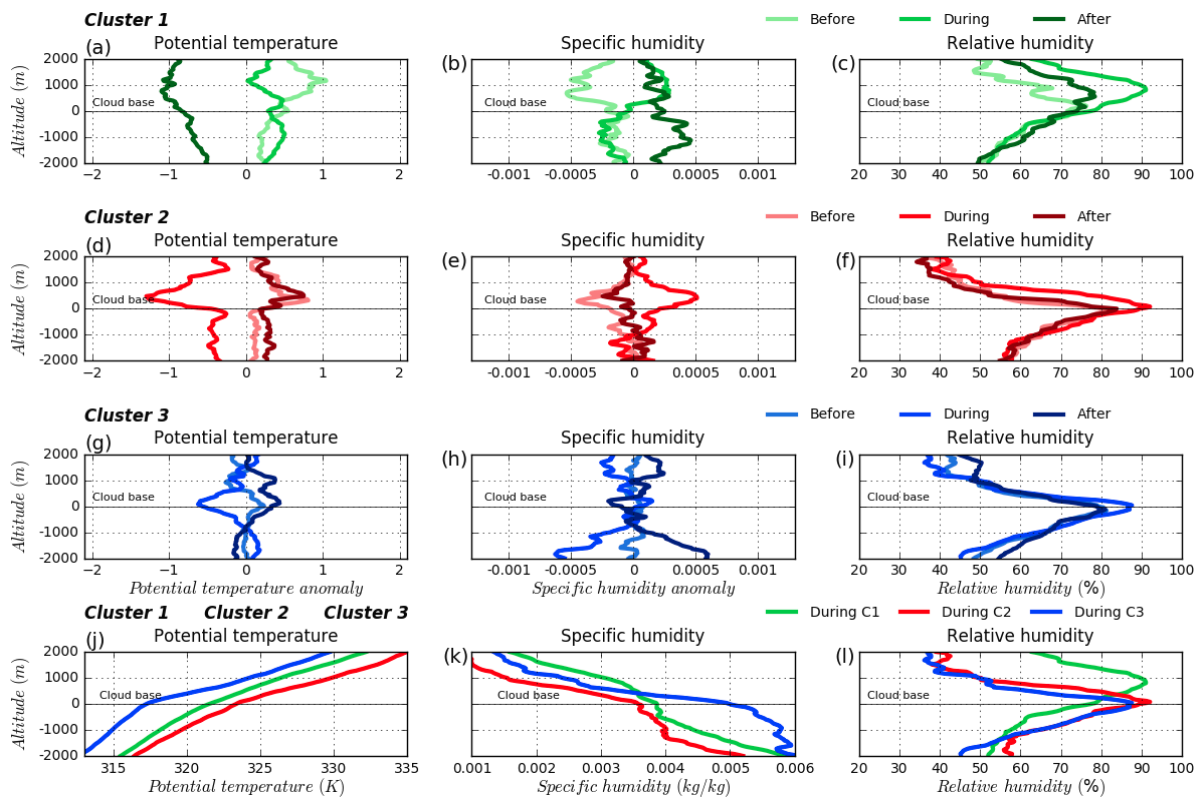 Cluster 1
Before During After
(a) Potential temperature (b) Specific humidity (c) Relative humidity
Altitude (m)
2000
1000
0
-1000
-2000
Cloud base Cloud base Cloud base
−2 −1 0 1 2 -0.001 -0.0005 0 0.0005 0.001 20 30 40 50 60 70 80 90 100
Cluster 2
Before During After
(d) Potential temperature (e) Specific humidity (f) Relative humidity
Altitude (m)
2000
1000
0
-1000
-2000
Cloud base Cloud base Cloud base
−2 −1 0 1 2 -0.001 -0.0005 0 0.0005 0.001 20 30 40 50 60 70 80 90 100
Cluster 3
Before During After
(g) Potential temperature (h) Specific humidity (i) Relative humidity
Altitude (m)
2000
1000
0
-1000
-2000
Cloud base Cloud base Cloud base
−2 −1 0 1 2 -0.001 -0.0005 0 0.0005 0.001 20 30 40 50 60 70 80 90 100
Potential temperature anomaly Specific humidity anomaly Relative humidity (%)
Cluster 1 Cluster 2 Cluster 3
During C1 During C2 During C3
(j) Potential temperature (k) Specific humidity (l) Relative humidity
Altitude (m)
2000
1000
0
-1000
-2000
Cloud base Cloud base Cloud base
315 320 325 330 335 0.001 0.002 0.003 0.004 0.005 0.006 20 30 40 50 60 70 80 90 100
Potential temperature (K) Specific humidity (kg/kg) Relative humidity (%)